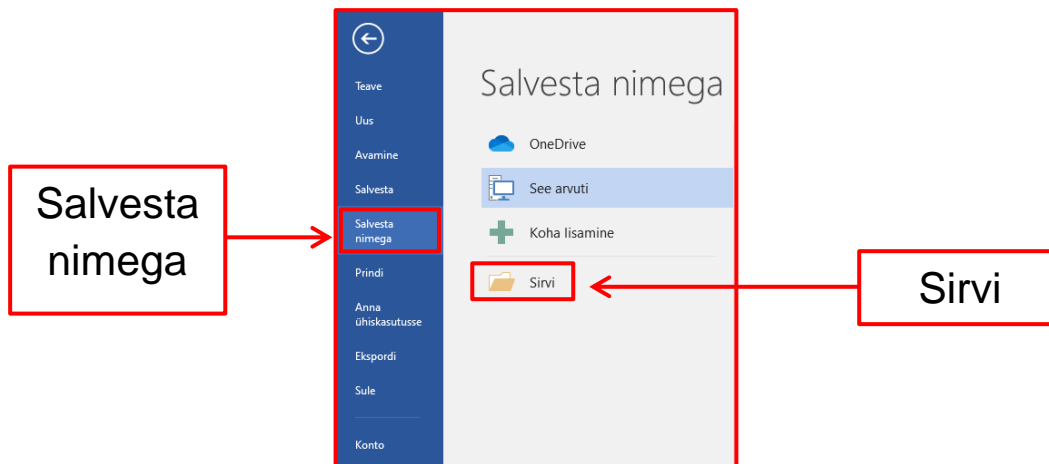 Salvesta
nimega
Teave
Uus
Avamine
Salvesta
Salvesta
nimega
Prindi
Anna
ühiskasutusse
Ekspordi
Sule
Konto
Salvesta nimega
OneDrive
See arvuti
Koha lisamine
Sirvi
Sirvi